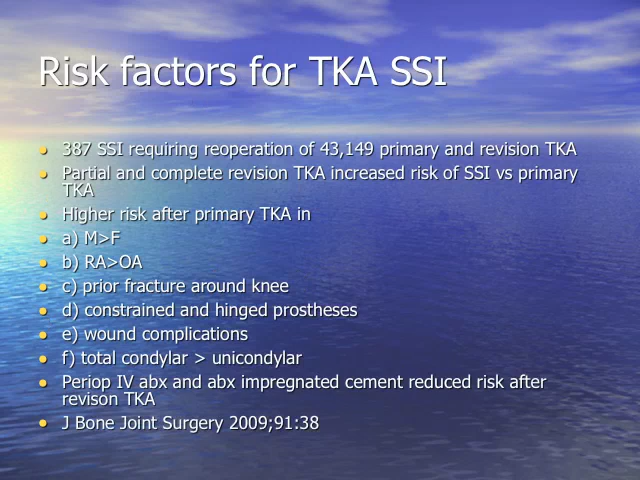 Risk factors for TKA SSI
387 SSI requiring reoperation of 43,149 primary and revision TKA
Partial and complete revision TKA increased risk of SSI vs primary
TKA
Higher risk after primary TKA in
a) M>F
b) RA>OA
c) prior fracture around knee
d) constrained and hinged prostheses
e) wound complications
f) total condylar > unicondylar
Periop IV abx and abx impregnated cement reduced risk after
revison TKA
J Bone Joint Surgery 2009;91:38